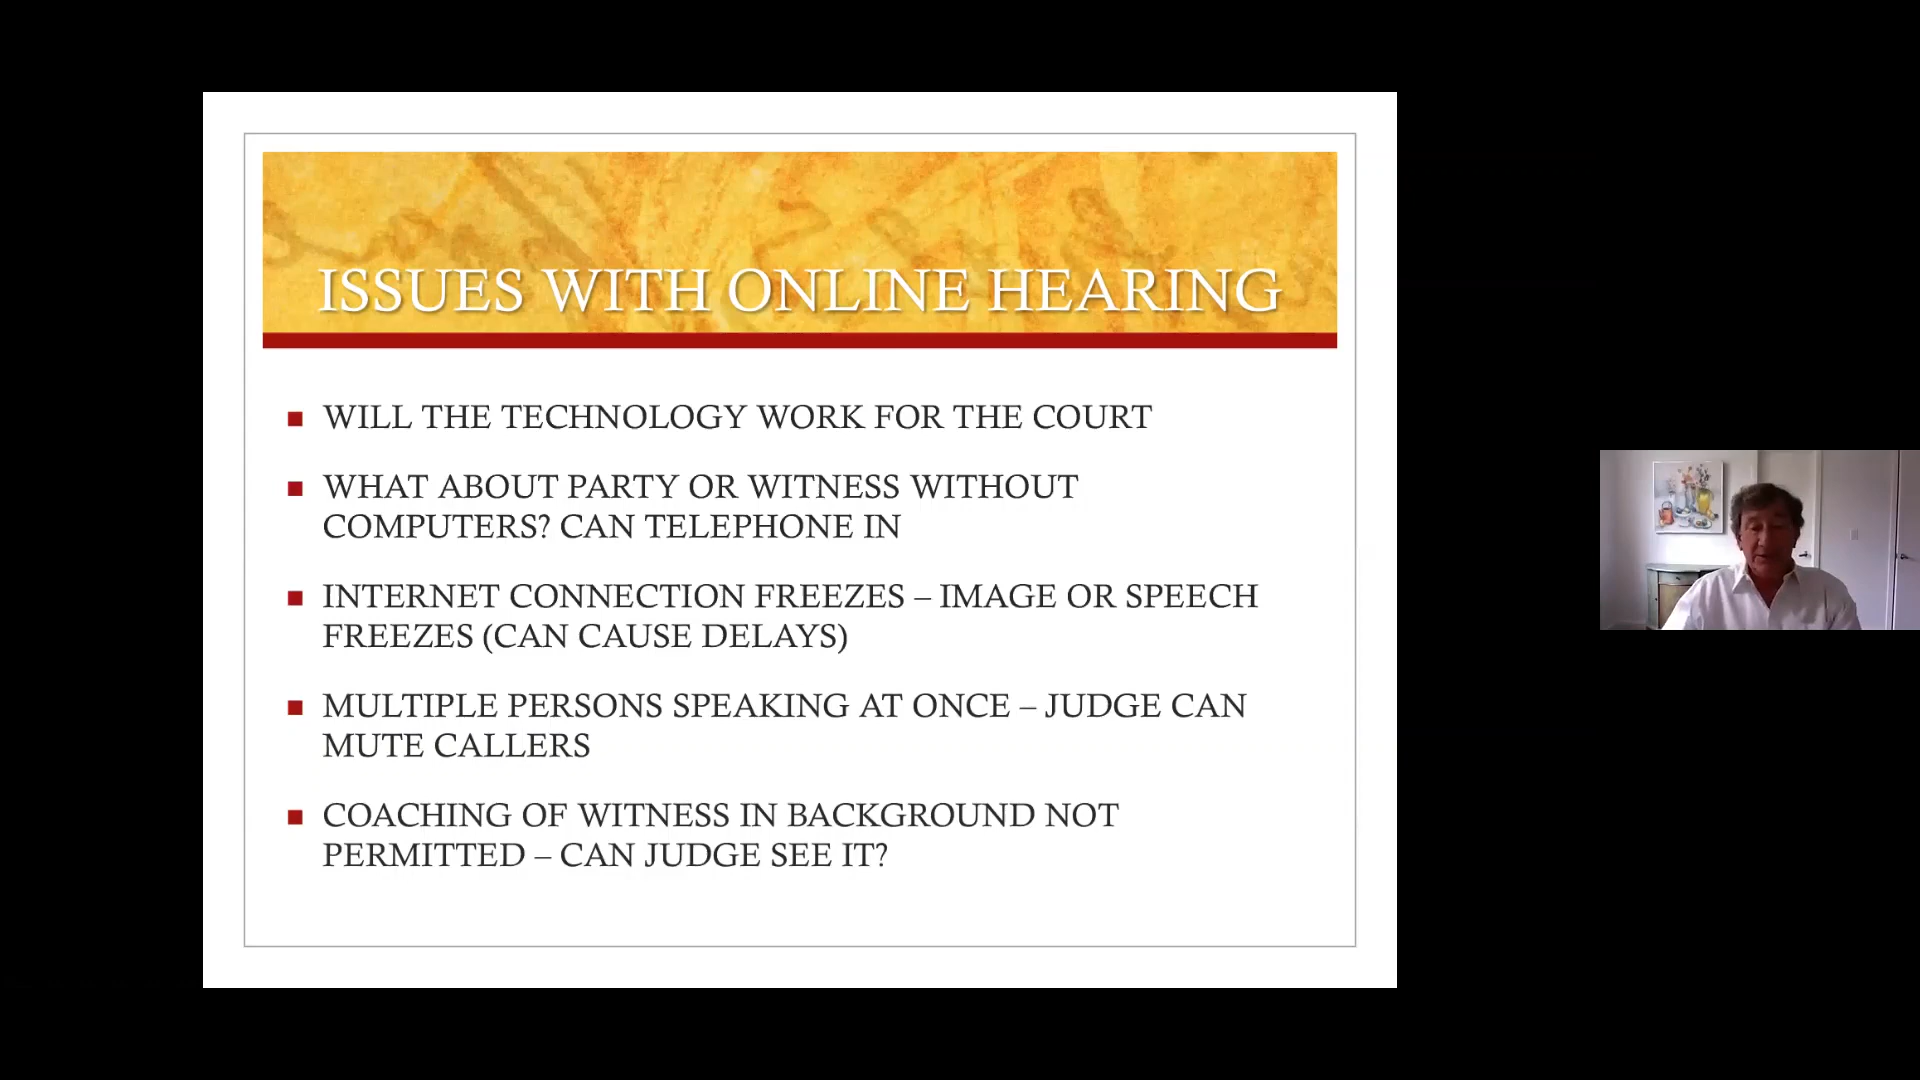 ISSUES WITH ONLINE HEARING
WILL THE TECHNOLOGY WORK FOR THE COURT
WHAT ABOUT PARTY OR WITNESS WITHOUT
COMPUTERS? CAN TELEPHONE IN
INTERNET CONNECTION FREEZES – IMAGE OR SPEECH
FREEZES (CAN CAUSE DELAYS)
MULTIPLE PERSONS SPEAKING AT ONCE – JUDGE CAN
MUTE CALLERS
COACHING OF WITNESS IN BACKGROUND NOT
PERMITTED – CAN JUDGE SEE IT?